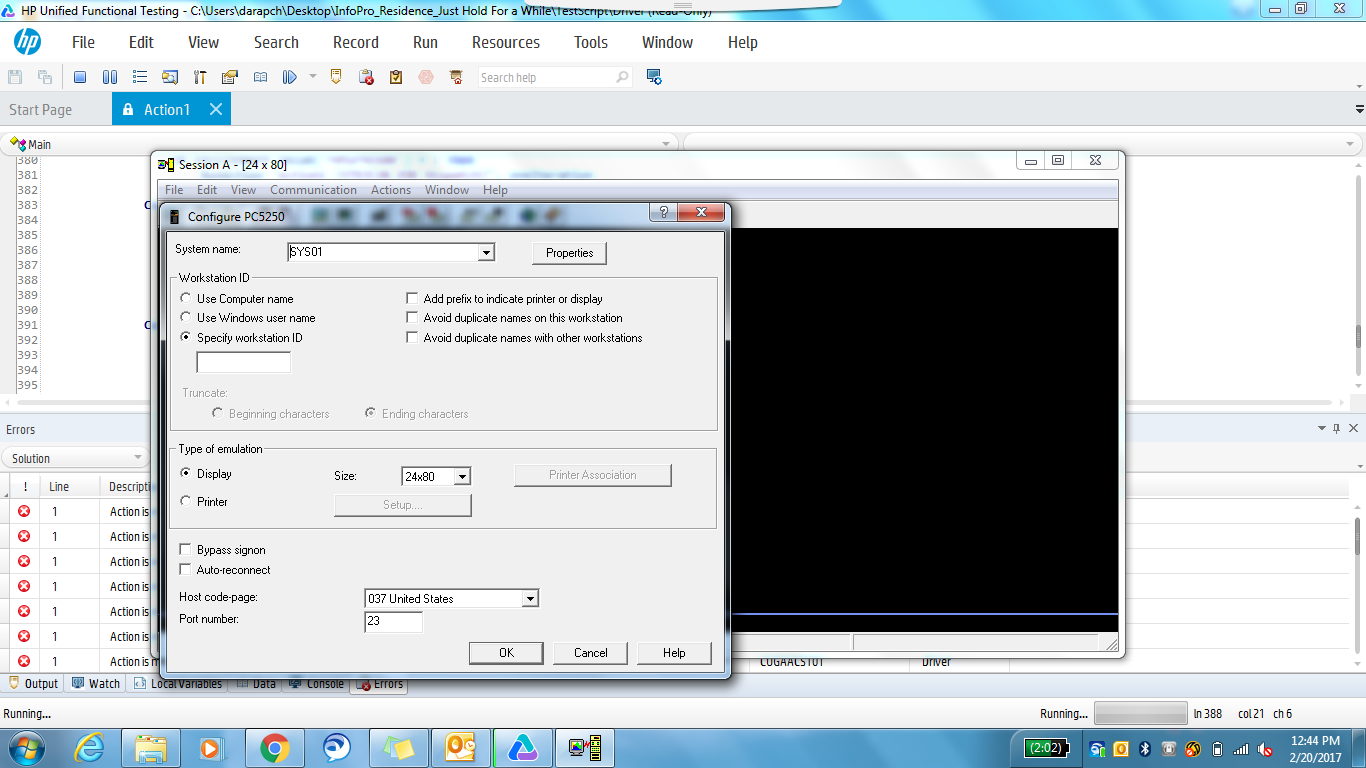 HP Unified Functional Testing - C:\Users\darapch\Desktop\InfoPro_Residence_Just Hold For a While\TestScript\Driver (Read-Only)
hp File Edit View Search Record Run Resources Tools Window Help
Search help
Start Page Action1
Main
380
381
382
383
384
385
386
387
388
389
390
391
392
393
394
395
Session A - [24 x 80]
File Edit View Communication Actions Window Help
Configure PC5250
System name: SYS01 Properties
Workstation ID
Use Computer name Add prefix to indicate printer or display
Use Windows user name Avoid duplicate names on this workstation
Specify workstation ID Avoid duplicate names with other workstations
Truncate:
Beginning characters Ending characters
Type of emulation
Display Size: 24x80 Printer Association
Printer Setup....
Bypass signon
Auto-reconnect
Host code-page: 037 United States
Port number: 23
OK Cancel Help
Errors
Solution
! Line Descripti
1 Action is
1 Action is
1 Action is
1 Action is
1 Action is
1 Action is
1 Action is CUGAACST01 Driver
Output Watch Local Variables Data Console Errors
Running... Running... ln 388 col 21 ch 6
(2:02) 12:44 PM
2/20/2017